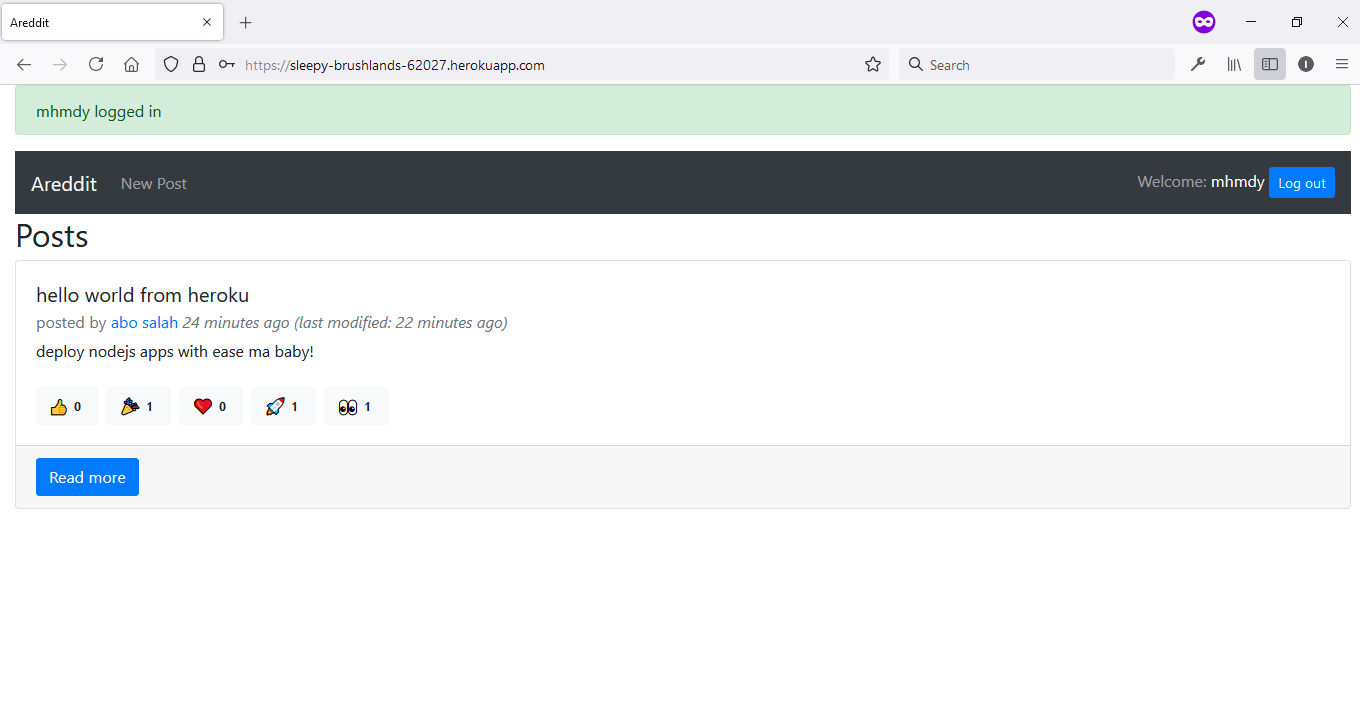 Areddit
https://sleepy-brushlands-62027.herokuapp.com
Search
mhmdy logged in
Areddit New Post Welcome: mhmdy Log out
Posts
hello world from heroku
posted by abo salah 24 minutes ago (last modified: 22 minutes ago)
deploy nodejs apps with ease ma baby!
👍 0 🎉 1 ❤️ 0 🚀 1 👀 1
Read more